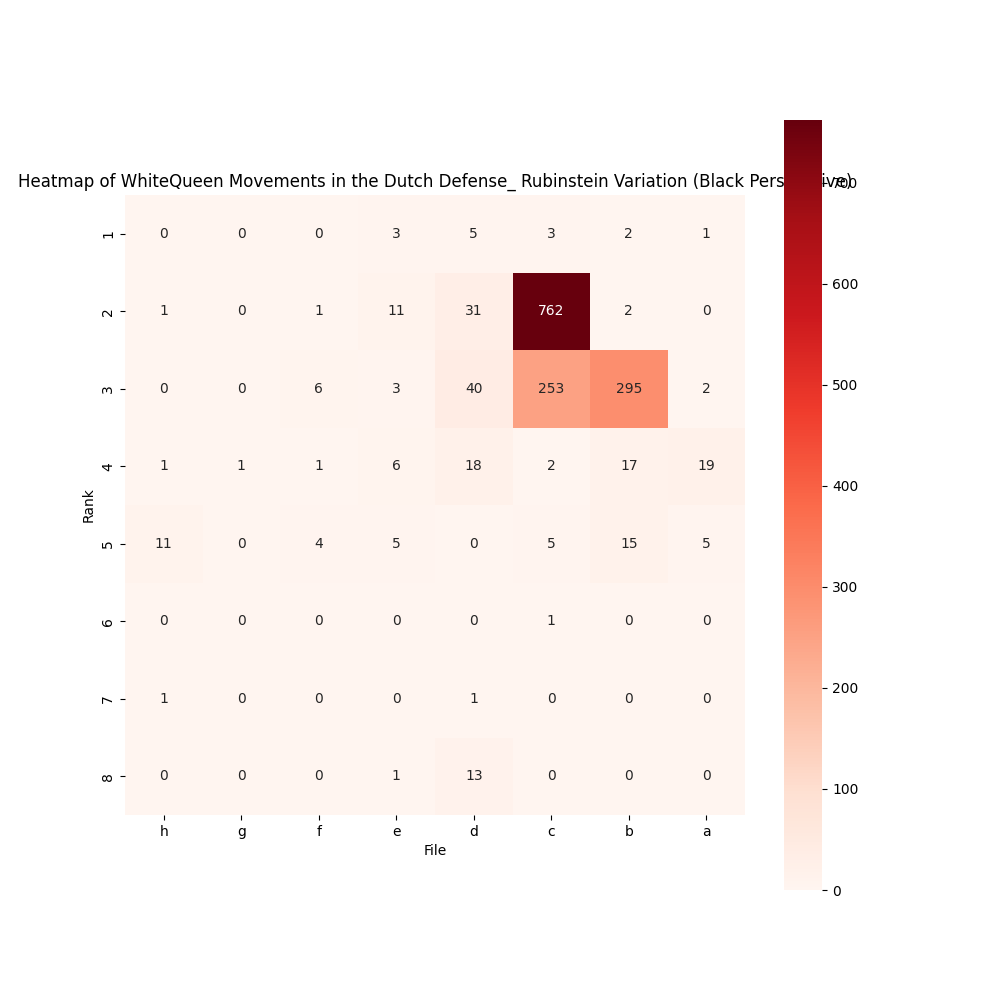 Heatmap of WhiteQueen Movements in the Dutch Defense_ Rubinstein Variation (Black Perspective)
1 0 0 0 3 5 3 2 1
2 1 0 1 11 31 762 2 0
3 0 0 6 3 40 253 295 2
4 1 1 1 6 18 2 17 19
5 11 0 4 5 0 5 15 5
6 0 0 0 0 0 1 0 0
7 1 0 0 0 1 0 0 0
8 0 0 0 1 13 0 0 0
h g f e d c b a
File
Rank
700
600
500
400
300
200
100
0